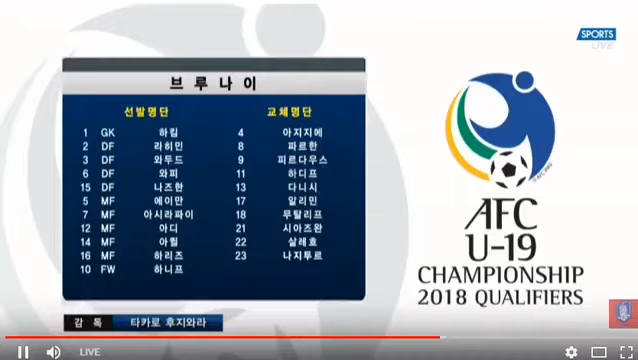 SPORTS
LIVE
브루나이
선발명단 교체명단
1 GK 하킴 4 아지지에
2 DF 라히민 8 파르한
3 DF 와두드 9 피르다우스
6 DF 와피 11 하디프
15 DF 나즈한 13 다니시
5 MF 에이만 17 알리민
7 MF 아시라파이 18 무탈리프
12 MF 아디 21 시아즈완
14 MF 아퀼 22 살레호
16 MF 하리즈 23 나지투르
10 FW 하니프
감독 타카로 후지와라
AFC
U-19
CHAMPIONSHIP
2018 QUALIFIERS
LIVE